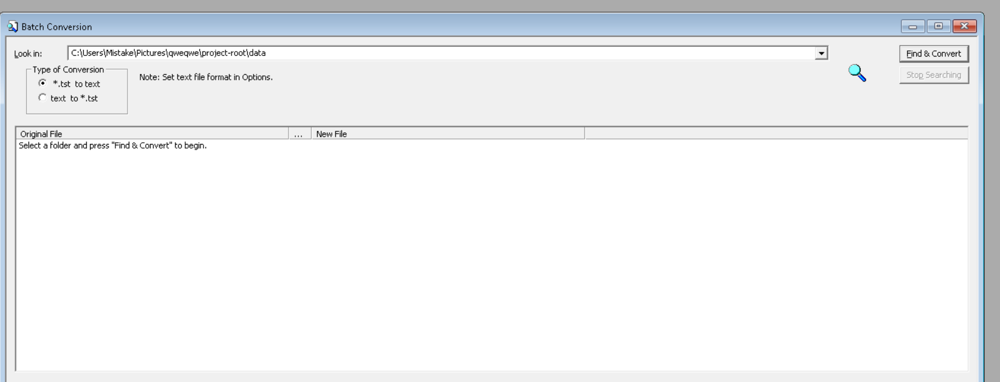 Batch Conversion
Look in: C:\Users\Mistake\Pictures\qweqwe\project-root\data
Find & Convert
Type of Conversion
*.tst to text
text to *.tst
Note: Set text file format in Options.
Stop Searching
Original File ... New File
Select a folder and press "Find & Convert" to begin.